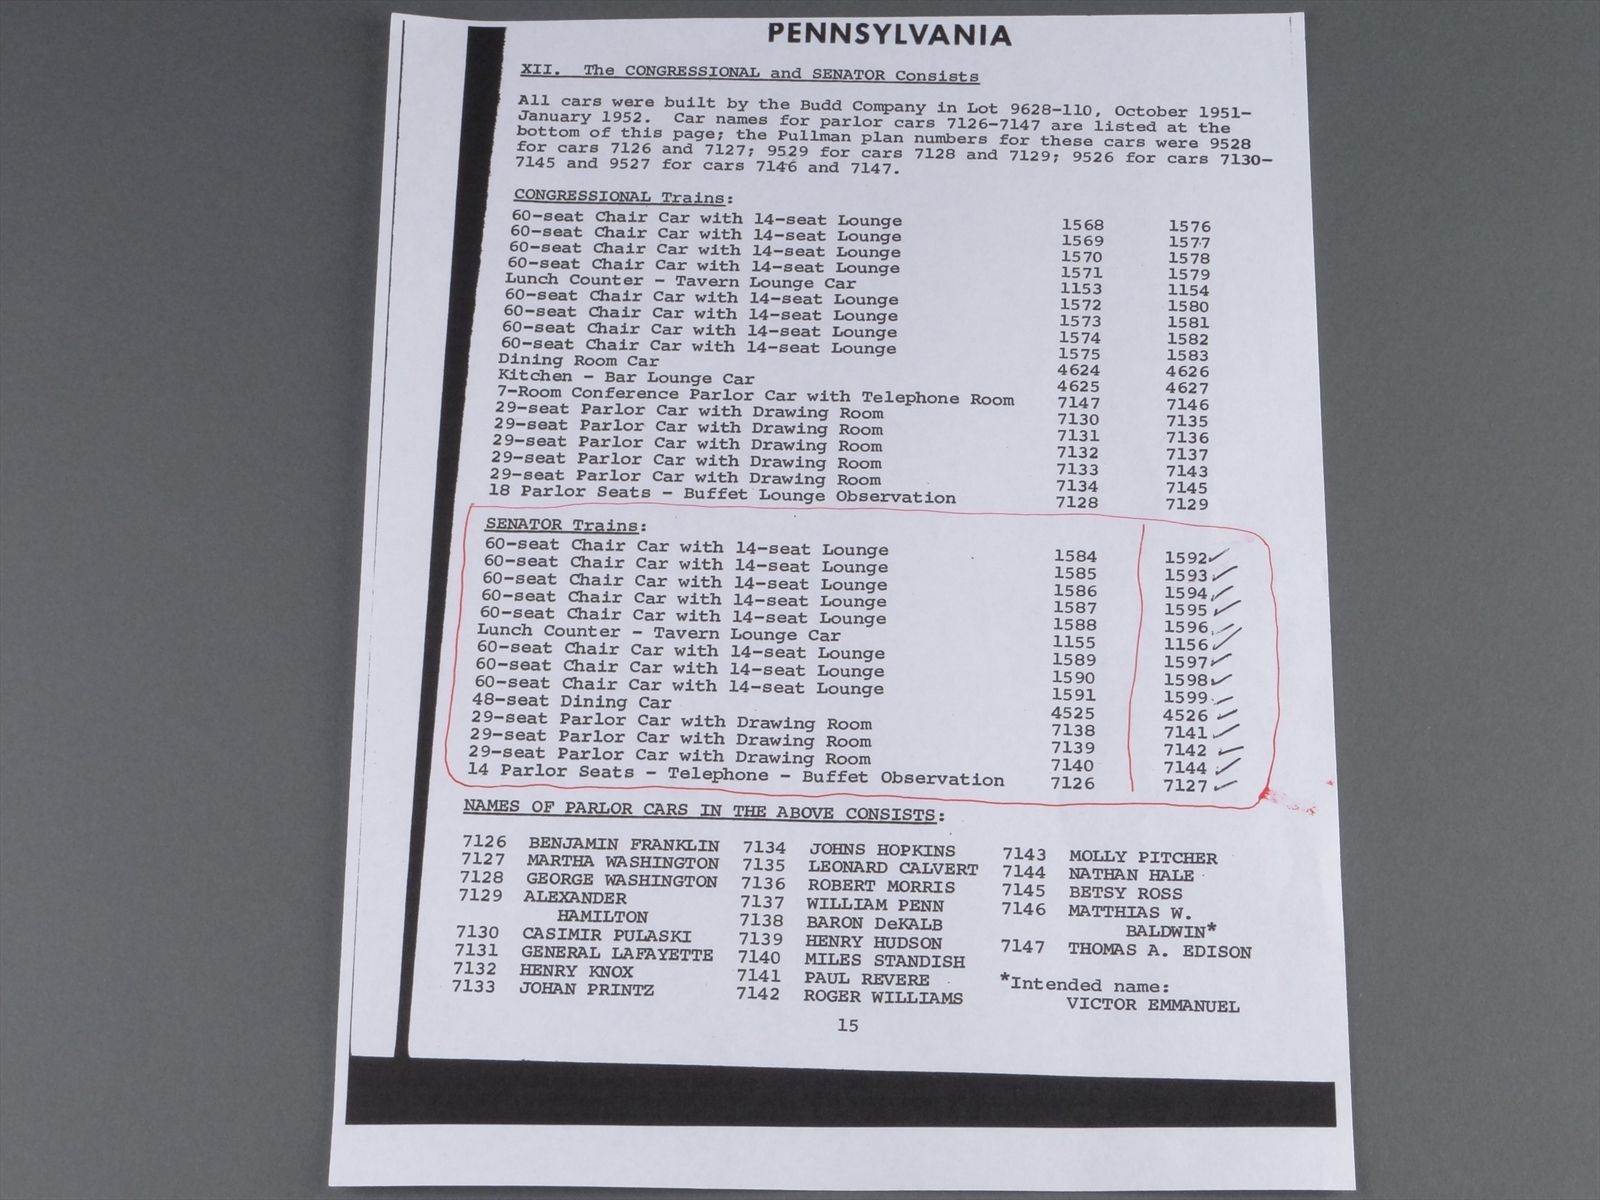 PENNSYLVANIA
XII. The CONGRESSIONAL and SENATOR Consists
All cars were built by the Budd Company in Lot 9628-110, October 1951-
January 1952. Car names for parlor cars 7126-7147 are listed at the
bottom of this page; the Pullman plan numbers for these cars were 9528
for cars 7126 and 7127; 9529 for cars 7128 and 7129; 9526 for cars 7130-
7145 and 9527 for cars 7146 and 7147.
CONGRESSIONAL Trains:
60-seat Chair Car with 14-seat Lounge 1568 1576
60-seat Chair Car with 14-seat Lounge 1569 1577
60-seat Chair Car with 14-seat Lounge 1570 1578
60-seat Chair Car with 14-seat Lounge 1571 1579
Lunch Counter - Tavern Lounge Car 1153 1154
60-seat Chair Car with 14-seat Lounge 1572 1580
60-seat Chair Car with 14-seat Lounge 1573 1581
60-seat Chair Car with 14-seat Lounge 1574 1582
60-seat Chair Car with 14-seat Lounge 1575 1583
Dining Room Car 4624 4626
Kitchen - Bar Lounge Car 4625 4627
7-Room Conference Parlor Car with Telephone Room 7147 7146
29-seat Parlor Car with Drawing Room 7130 7135
29-seat Parlor Car with Drawing Room 7131 7136
29-seat Parlor Car with Drawing Room 7132 7137
29-seat Parlor Car with Drawing Room 7133 7143
29-seat Parlor Car with Drawing Room 7134 7145
18 Parlor Seats - Buffet Lounge Observation 7128 7129
SENATOR Trains:
60-seat Chair Car with 14-seat Lounge 1584 1592
60-seat Chair Car with 14-seat Lounge 1585 1593
60-seat Chair Car with 14-seat Lounge 1586 1594
60-seat Chair Car with 14-seat Lounge 1587 1595
60-seat Chair Car with 14-seat Lounge 1588 1596
Lunch Counter - Tavern Lounge Car 1155 1156
60-seat Chair Car with 14-seat Lounge 1589 1597
60-seat Chair Car with 14-seat Lounge 1590 1598
60-seat Chair Car with 14-seat Lounge 1591 1599
48-seat Dining Car 4525 4526
29-seat Parlor Car with Drawing Room 7138 7141
29-seat Parlor Car with Drawing Room 7139 7142
29-seat Parlor Car with Drawing Room 7140 7144
14 Parlor Seats - Telephone - Buffet Observation 7126 7127
NAMES OF PARLOR CARS IN THE ABOVE CONSISTS:
7126 BENJAMIN FRANKLIN 7134 JOHNS HOPKINS 7143 MOLLY PITCHER
7127 MARTHA WASHINGTON 7135 LEONARD CALVERT 7144 NATHAN HALE
7128 GEORGE WASHINGTON 7136 ROBERT MORRIS 7145 BETSY ROSS
7129 ALEXANDER 7137 WILLIAM PENN 7146 MATTHIAS W.
HAMILTON 7138 BARON DeKALB BALDWIN*
7130 CASIMIR PULASKI 7139 HENRY HUDSON 7147 THOMAS A. EDISON
7131 GENERAL LAFAYETTE 7140 MILES STANDISH
7132 HENRY KNOX 7141 PAUL REVERE *Intended name:
7133 JOHAN PRINTZ 7142 ROGER WILLIAMS VICTOR EMMANUEL
15